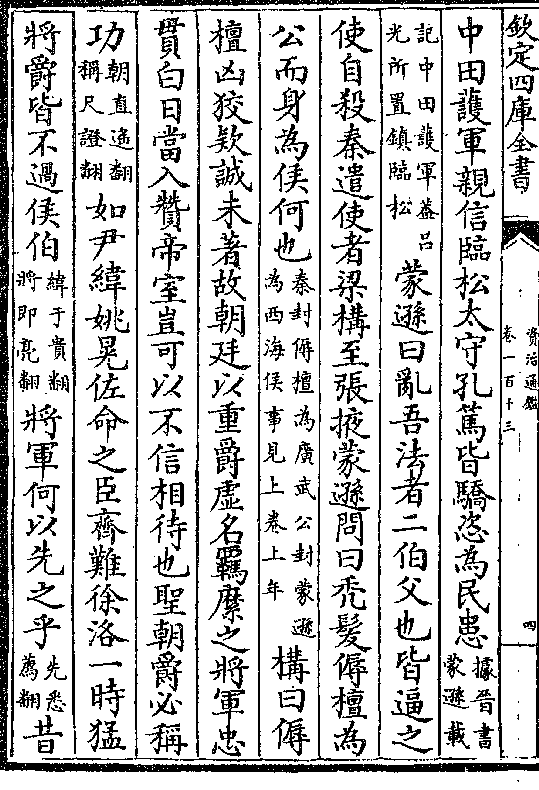 欽定四庫全書
資治通鑑
卷一百十三
四
中田護軍親信臨松太守孔篤皆驕恣為民患據晉書蒙遜載
記中田護軍葢呂光所置鎮臨松蒙遜曰亂吾法者二伯父也皆逼之
使自殺秦遣使者梁構至張掖蒙遜問曰禿髪傉檀為
公而身為侯何也秦封傉檀為廣武公封蒙遜為西海侯事見上卷上年構曰傉
檀凶狡欵誠未著故朝廷以重爵虛名羈縻之將軍忠
貫白日當入贊帝室豈可以不信相待也聖朝爵必稱
功朝直遙翻稱尺證翻如尹緯姚晃佐命之臣齊難徐洛一時猛
將爵皆不過侯伯緯于貴翻將即亮翻將軍何以先之乎先悉薦翻昔